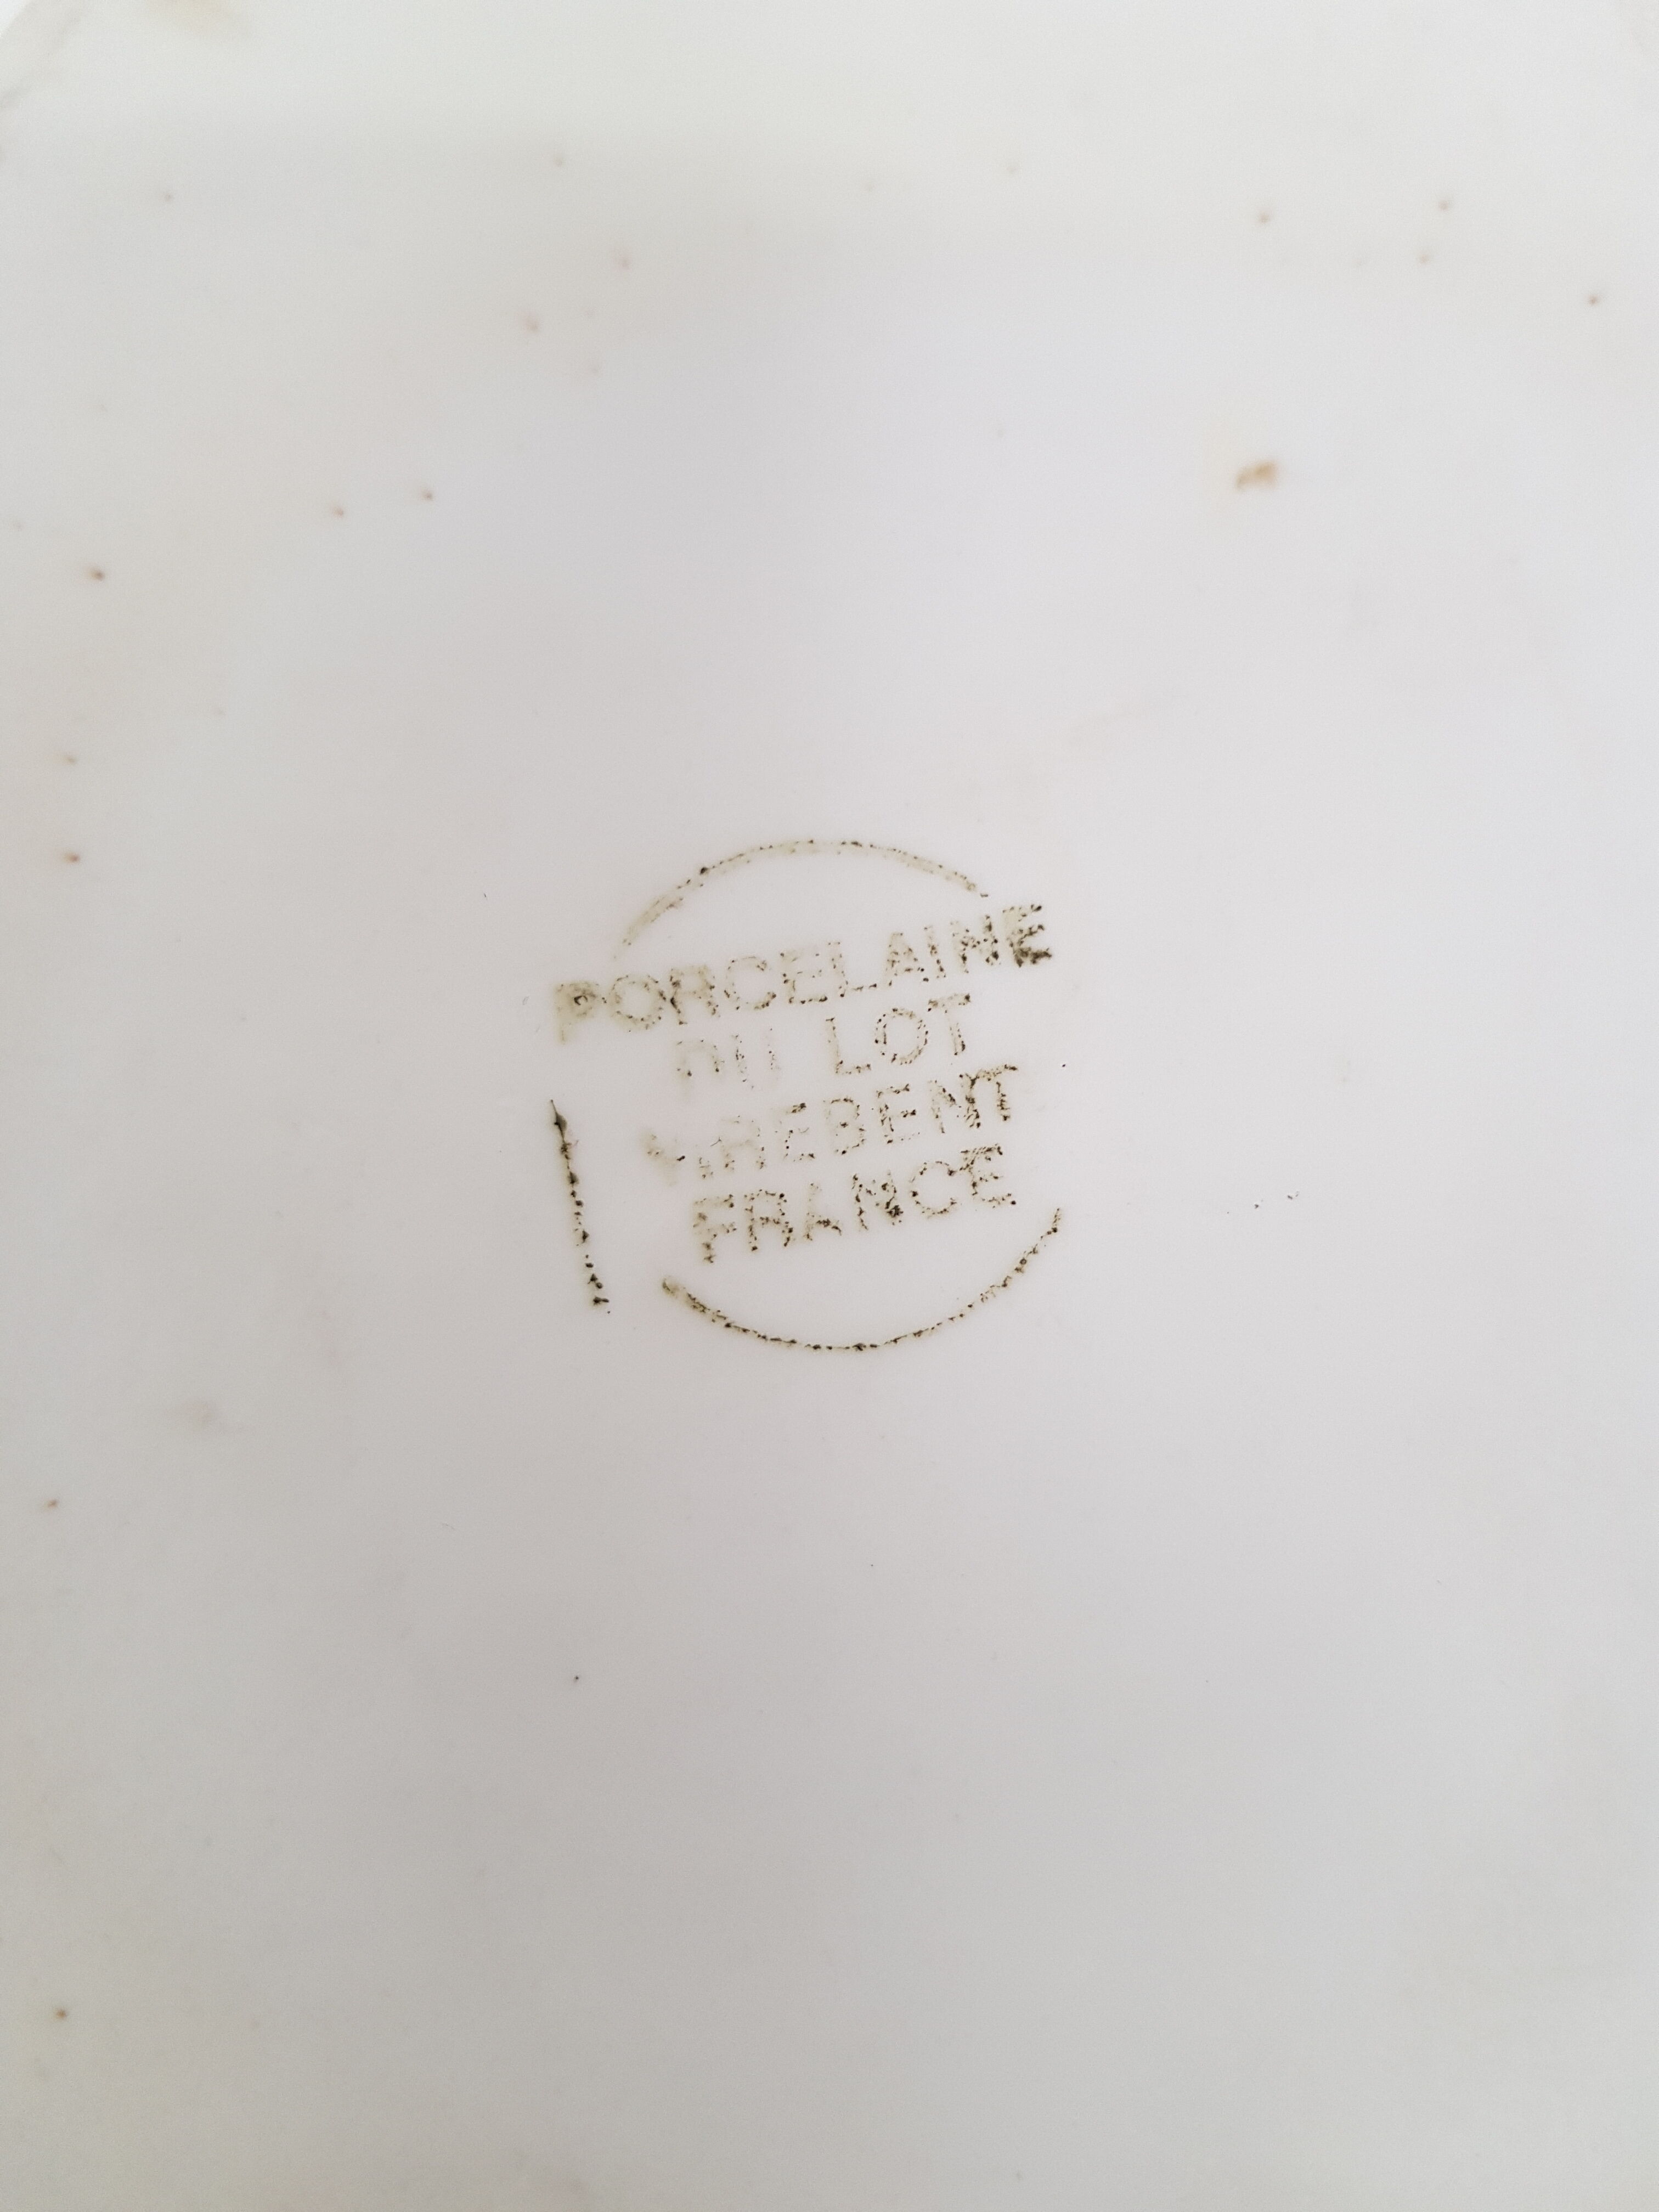 PORCELAINE
DU LOT
VIREBENT
FRANCE